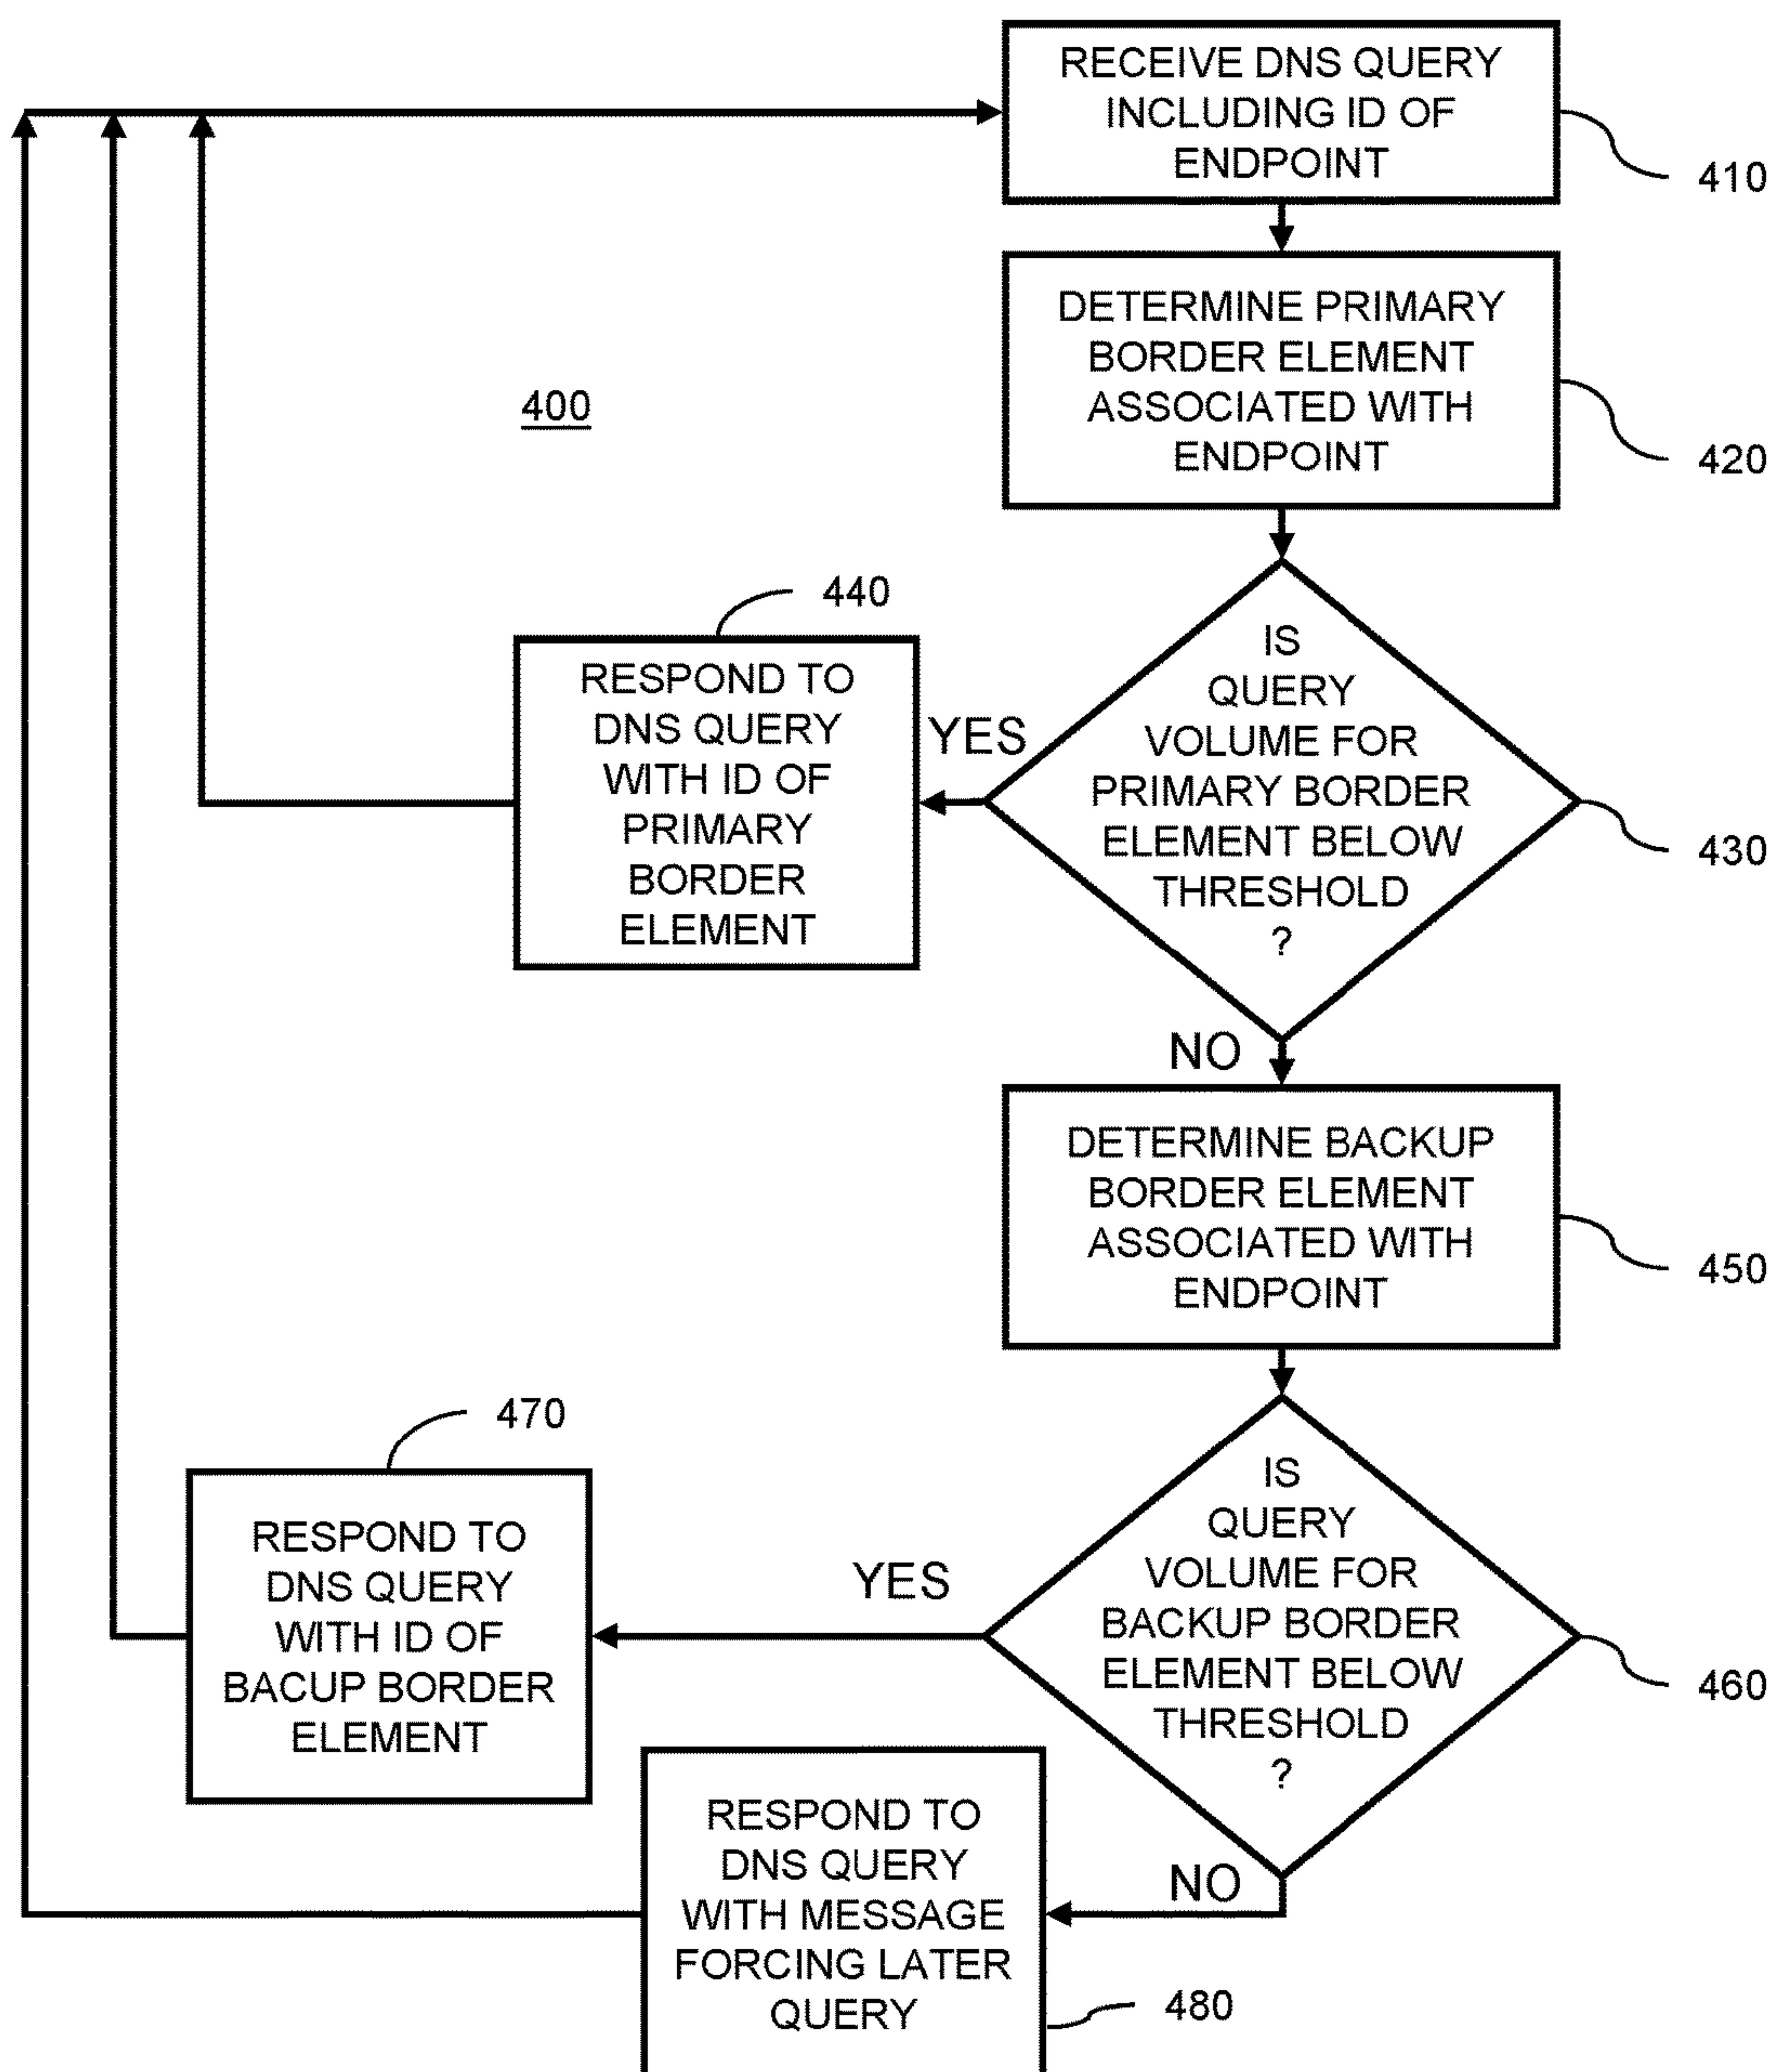 RECEIVE DNS QUERY
INCLUDING ID OF
ENDPOINT
410
DETERMINE PRIMARY
BORDER ELEMENT
ASSOCIATED WITH
ENDPOINT
420
400
IS
QUERY
VOLUME FOR
PRIMARY BORDER
ELEMENT BELOW
THRESHOLD
?
430
YES
440
RESPOND TO
DNS QUERY
WITH ID OF
PRIMARY
BORDER
ELEMENT
NO
DETERMINE BACKUP
BORDER ELEMENT
ASSOCIATED WITH
ENDPOINT
450
IS
QUERY
VOLUME FOR
BACKUP BORDER
ELEMENT BELOW
THRESHOLD
?
460
YES
470
RESPOND TO
DNS QUERY
WITH ID OF
BACUP BORDER
ELEMENT
NO
RESPOND TO
DNS QUERY
WITH MESSAGE
FORCING LATER
QUERY
480